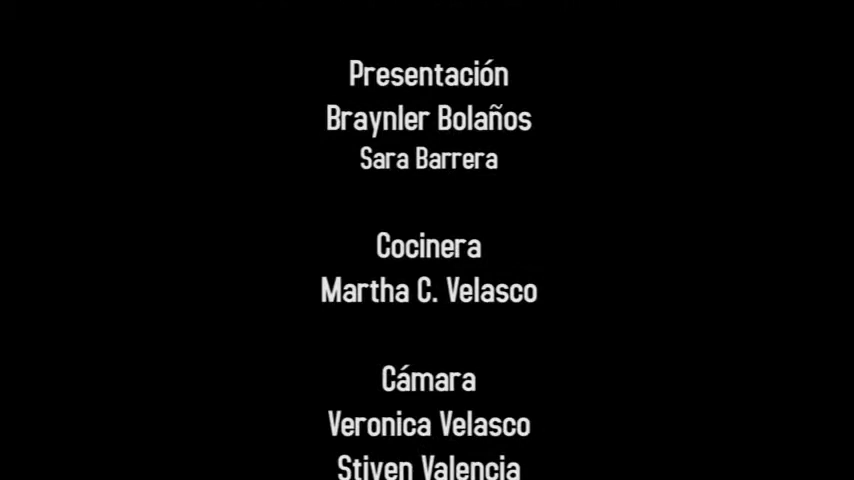 Presentación
Braynler Bolaños
Sara Barrera
Cocinera
Martha C. Velasco
Cámara
Veronica Velasco
Stiven Valencia